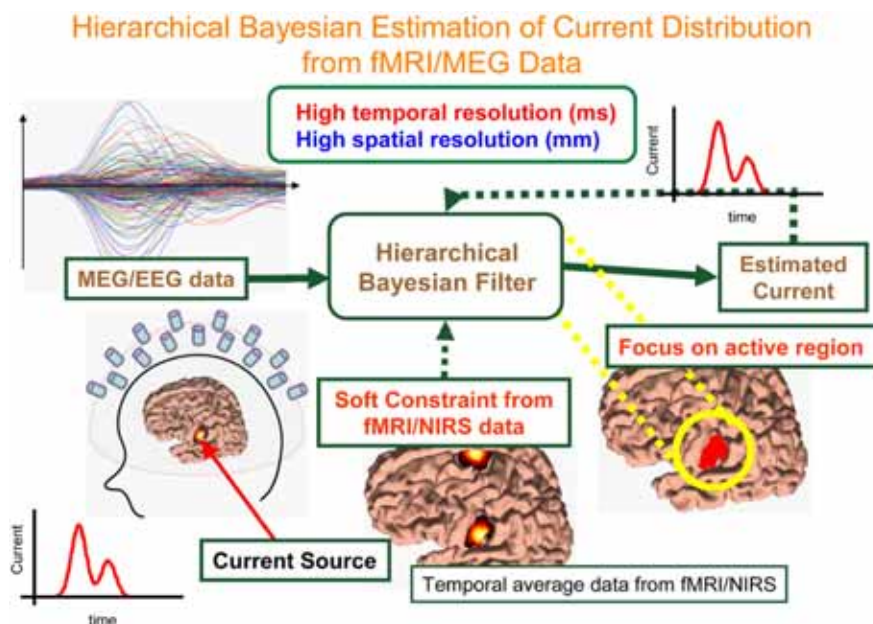 Hierarchical Bayesian Estimation of Current Distribution
from fMRI/MEG Data
High temporal resolution (ms)
High spatial resolution (mm)
Current
time
MEG/EEG data
Hierarchical
Bayesian Filter
Estimated
Current
Focus on active region
Soft Constraint from
fMRI/NIRS data
Current Source
Current
time
Temporal average data from fMRI/NIRS